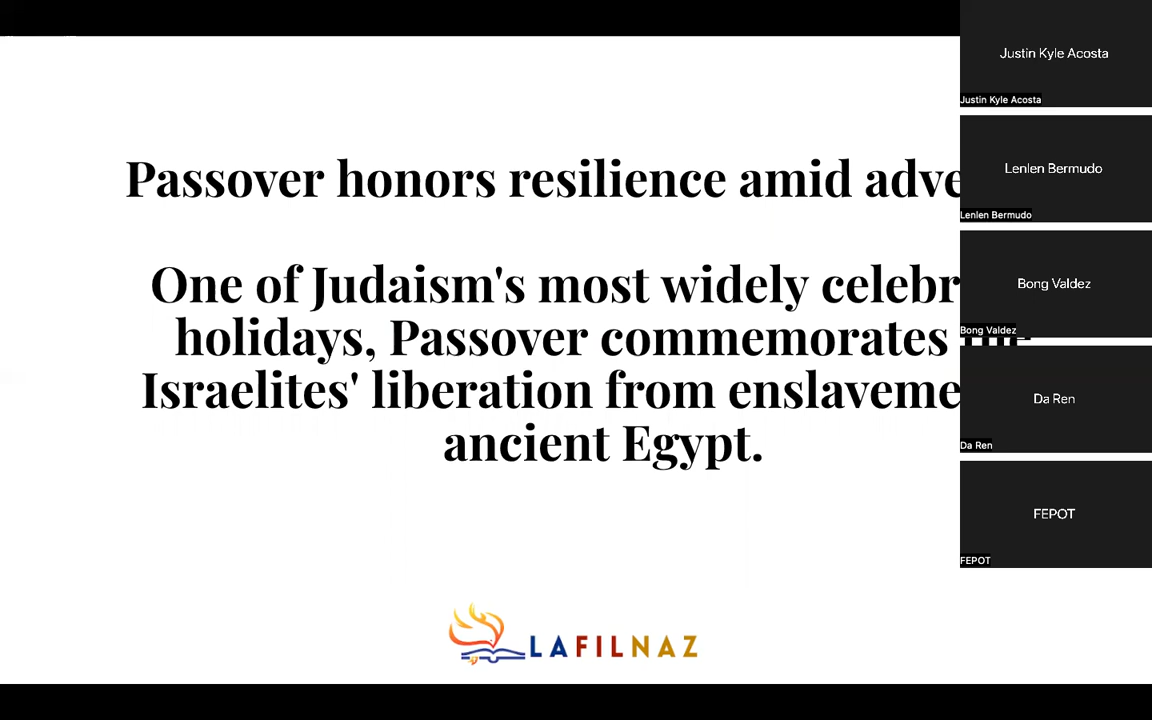 Passover honors resilience amid adve
One of Judaism's most widely celebr
holidays, Passover commemorates
Israelites' liberation from enslaveme
ancient Egypt.
LAFILNAZ
Justin Kyle Acosta
Justin Kyle Acosta
Lenlen Bermudo
Lenlen Bermudo
Bong Valdez
Bong Valdez
Da Ren
Da Ren
FEPOT
FEPOT